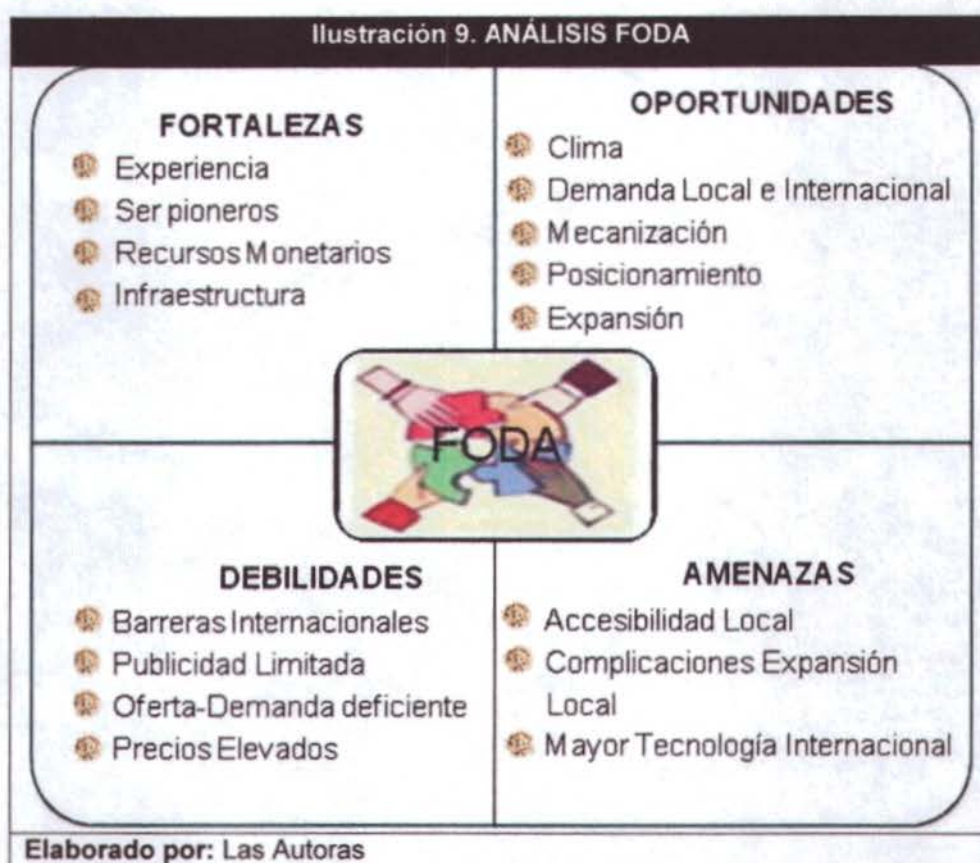 Ilustración 9. ANÁLISIS FODA
FORTALEZAS
Experiencia
Ser pioneros
Recursos Monetarios
Infraestructura
OPORTUNIDADES
Clima
Demanda Local e Internacional
Mecanización
Posicionamiento
Expansión
FODA
DEBILIDADES
Barreras Internacionales
Publicidad Limitada
Oferta-Demanda deficiente
Precios Elevados
AMENAZAS
Accesibilidad Local
Complicaciones Expansión
Local
Mayor Tecnología Internacional
Elaborado por: Las Autoras